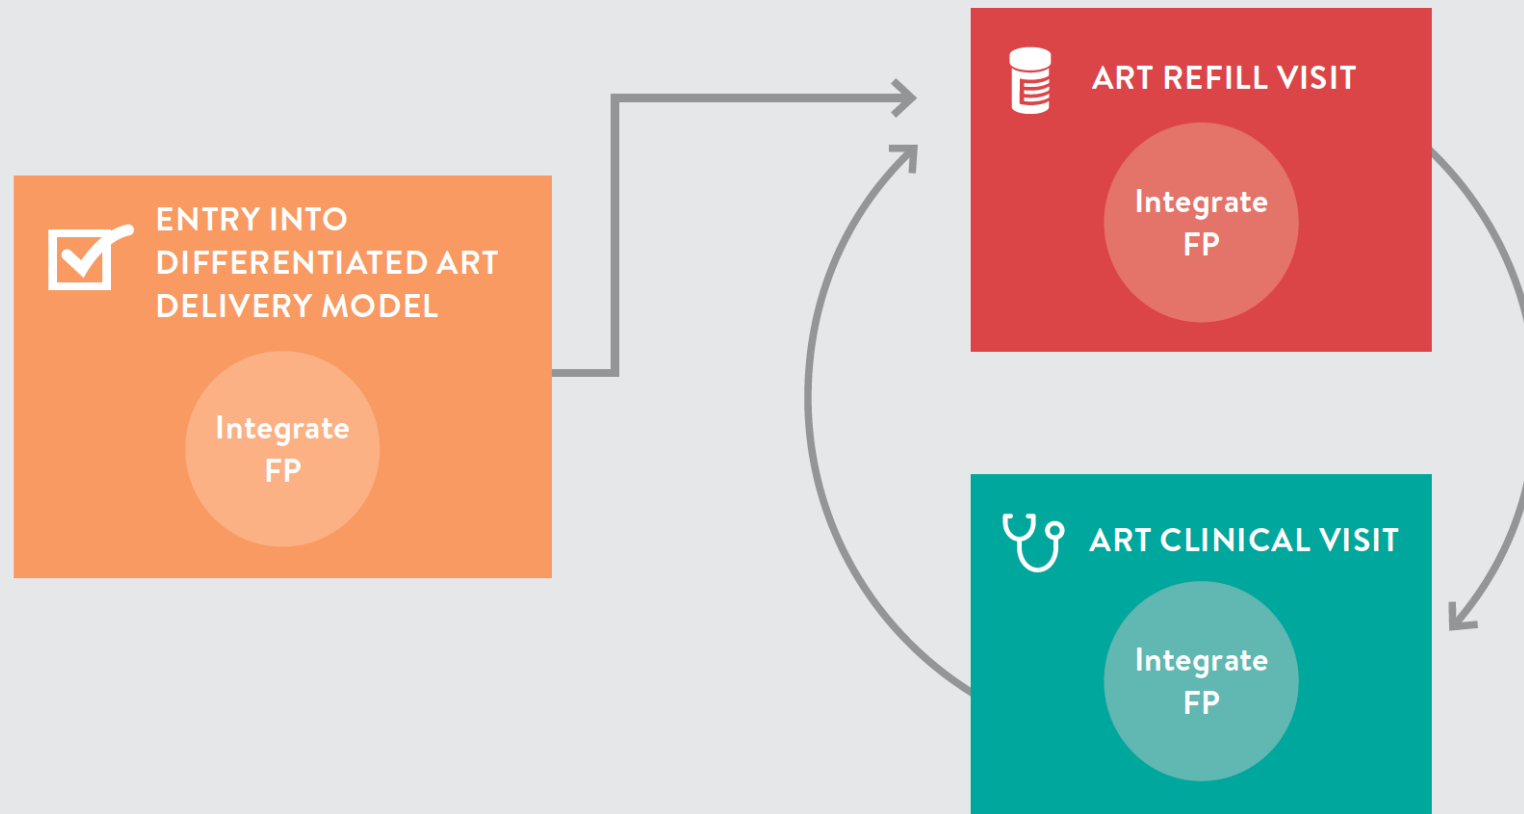 ENTRY INTO
DIFFERENTIATED ART
DELIVERY MODEL
Integrate
FP
ART REFILL VISIT
Integrate
FP
ART CLINICAL VISIT
Integrate
FP